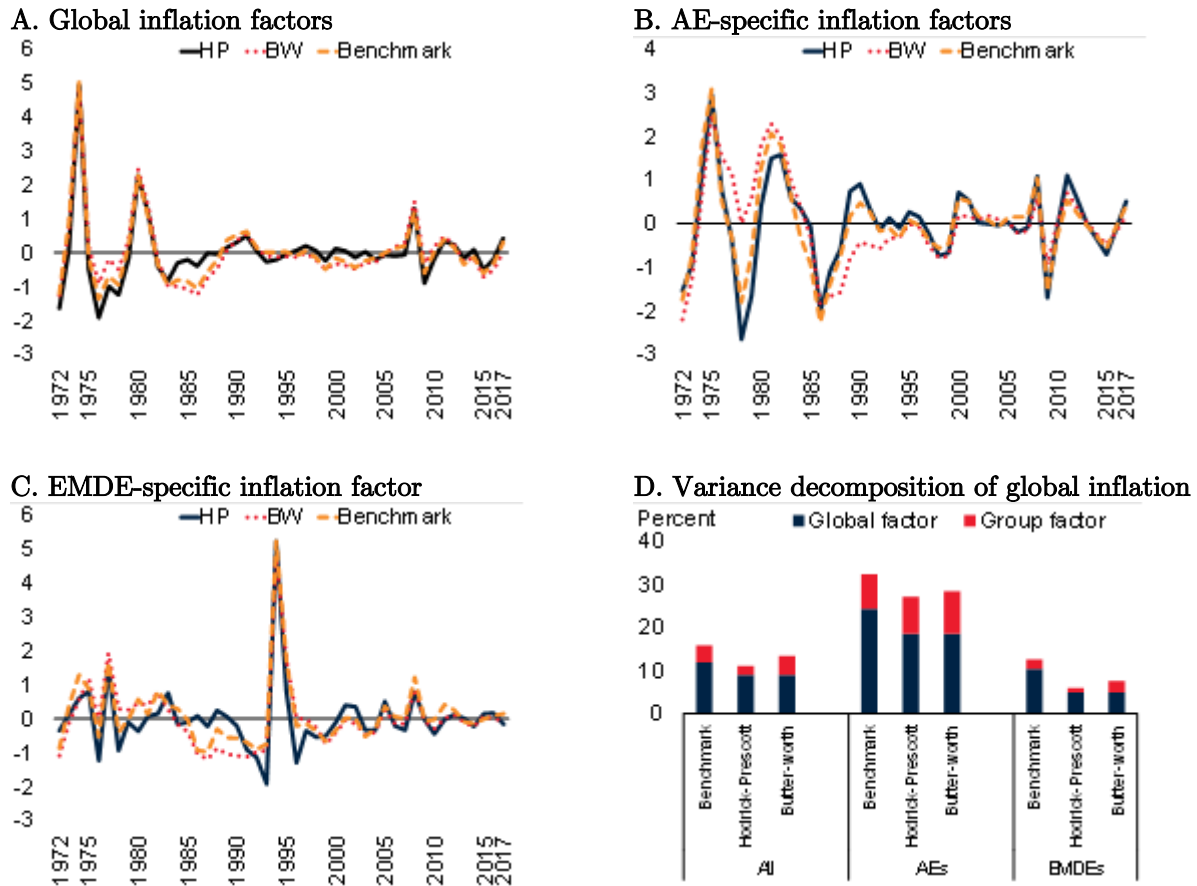 A. Global inflation factors
HP BW Benchmark
6
5
4
3
2
1
0
-1
-2
-3
1972 1975 1980 1985 1990 1995 2000 2005 2010 2015 2017
B. AE-specific inflation factors
HP BW Benchmark
4
3
2
1
0
-1
-2
-3
1972 1975 1980 1985 1990 1995 2000 2005 2010 2015 2017
C. EMDE-specific inflation factor
HP BW Benchmark
6
5
4
3
2
1
0
-1
-2
-3
1972 1975 1980 1985 1990 1995 2000 2005 2010 2015 2017
D. Variance decomposition of global inflation
Percent Global factor Group factor
40
30
20
10
0
Benchmark Hodrick-Prescott Butter-worth Benchmark Hodrick-Prescott Butter-worth Benchmark Hodrick-Prescott Butter-worth
All AEs EMDEs